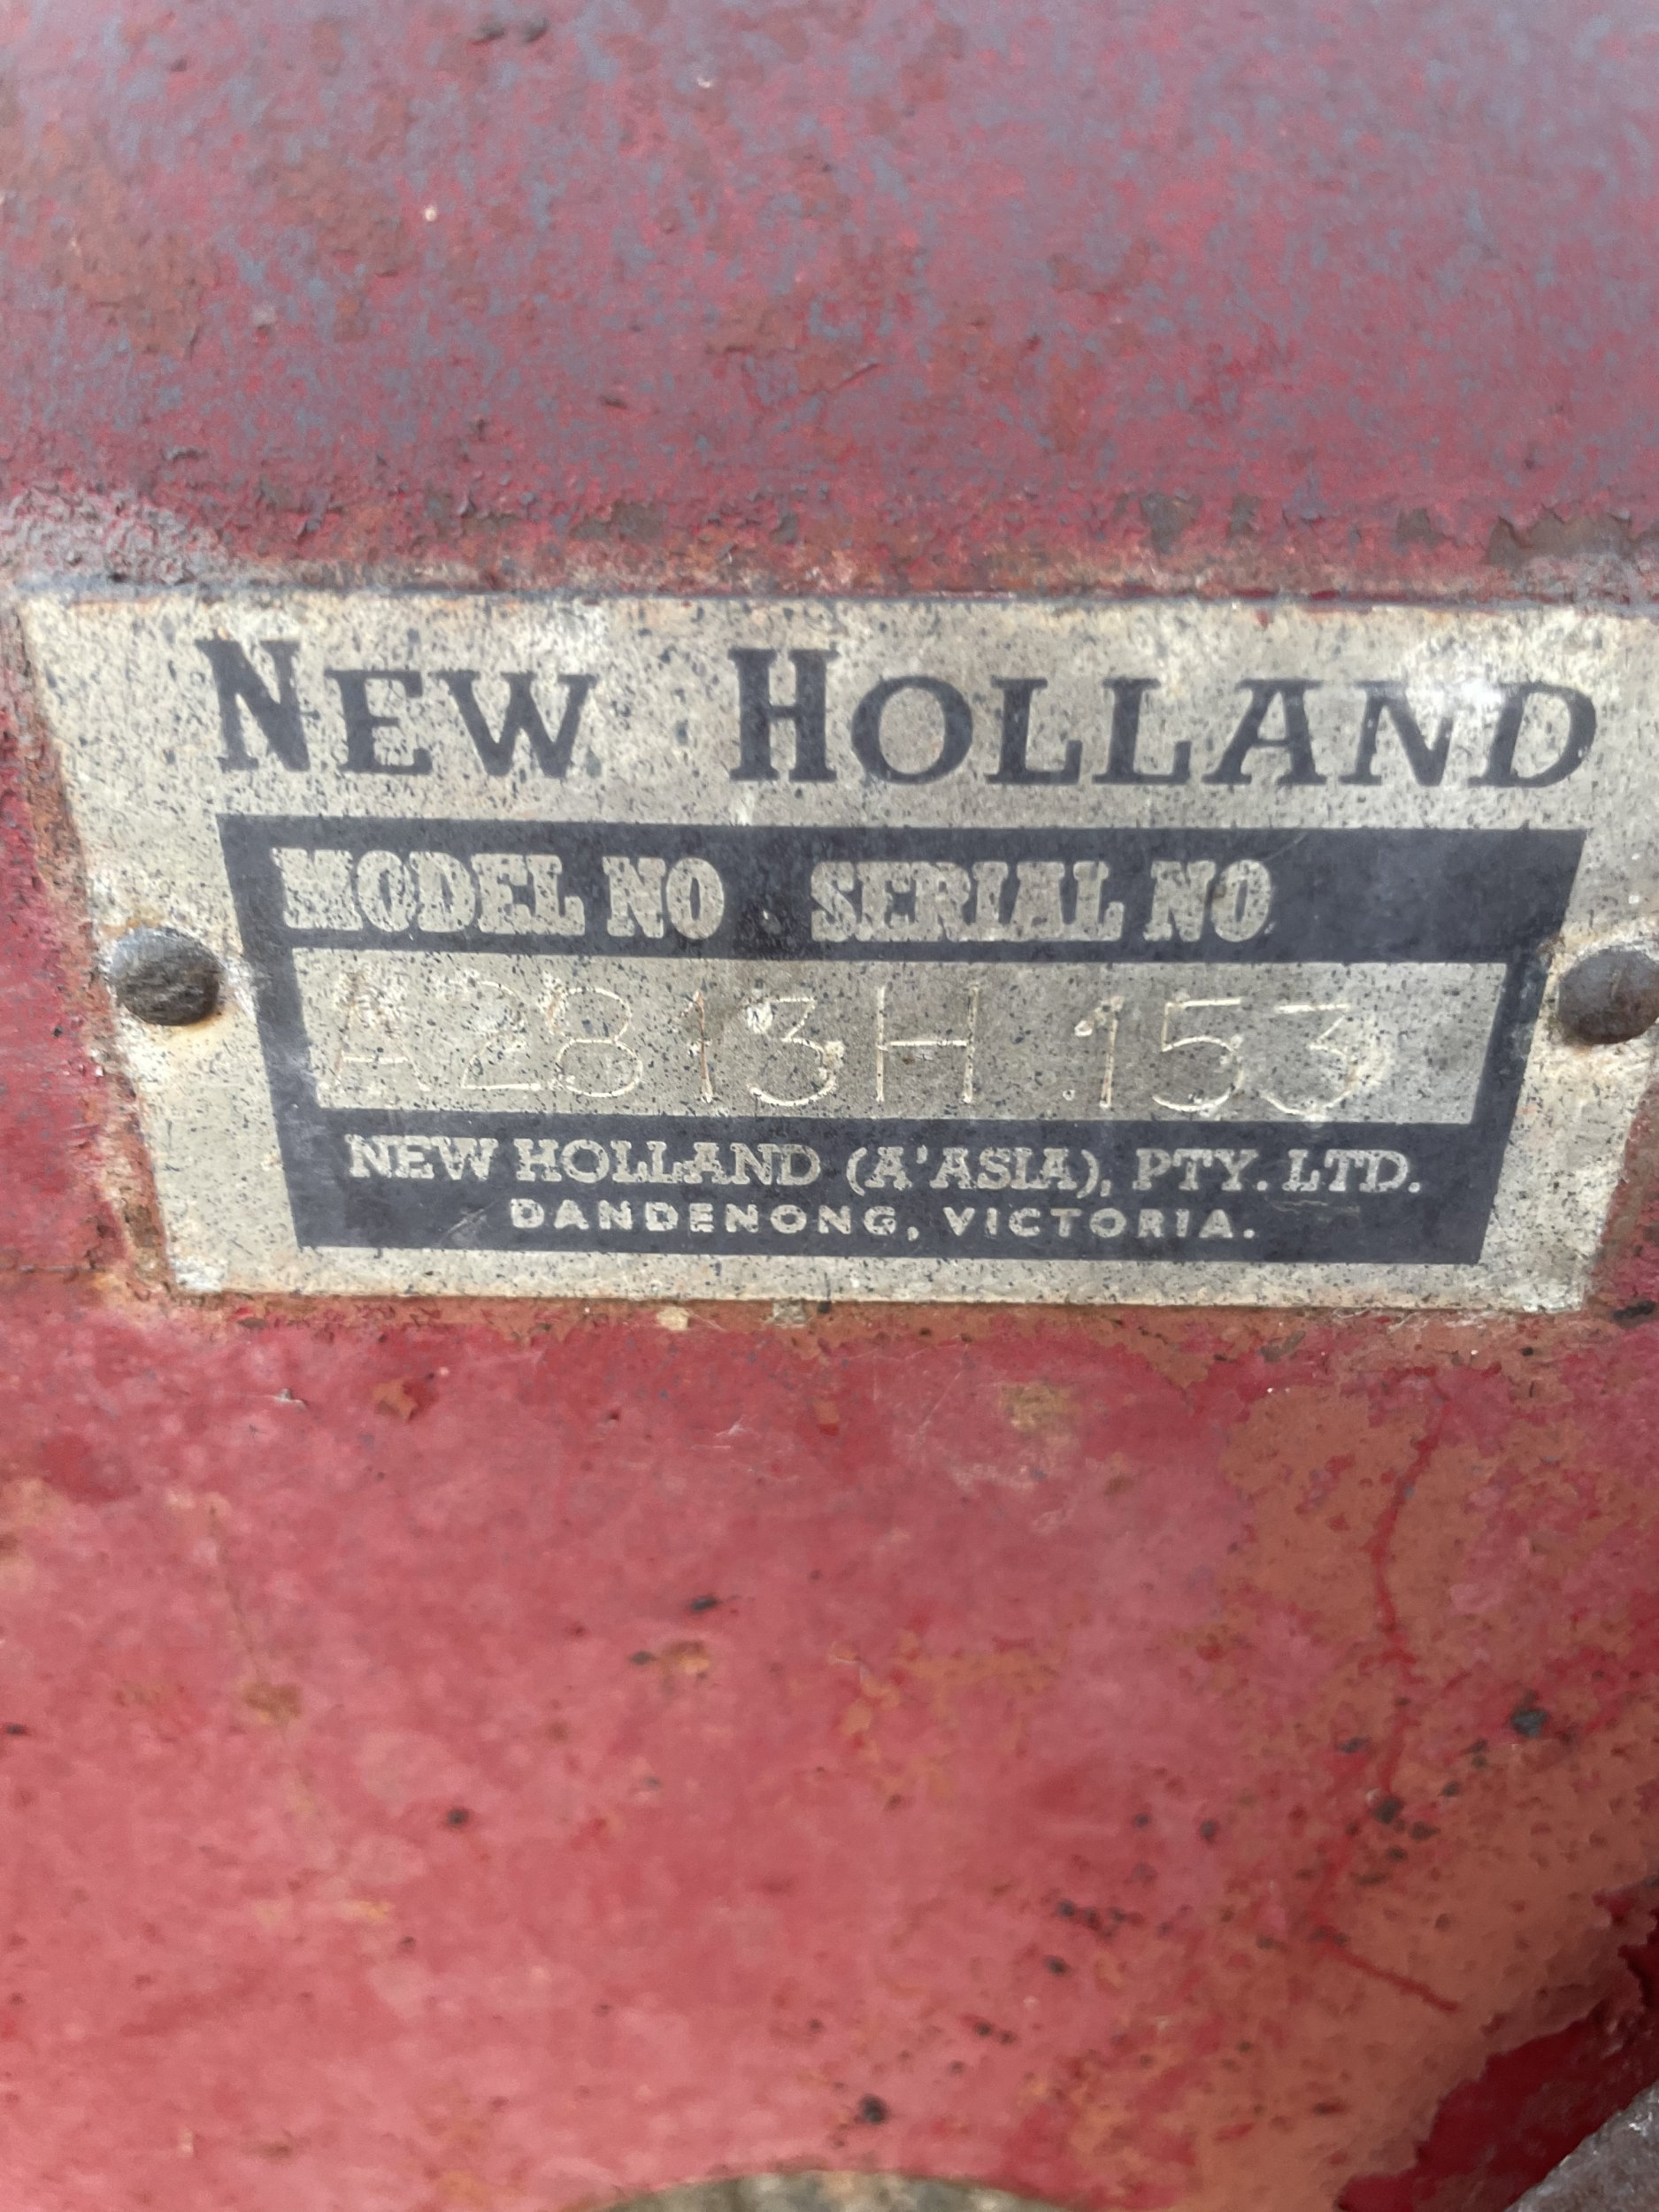 NEW HOLLAND
MODEL NO SERIAL NO
A2813H 153
NEW HOLLAND (A'ASIA), PTY. LTD.
DANDENONG, VICTORIA.